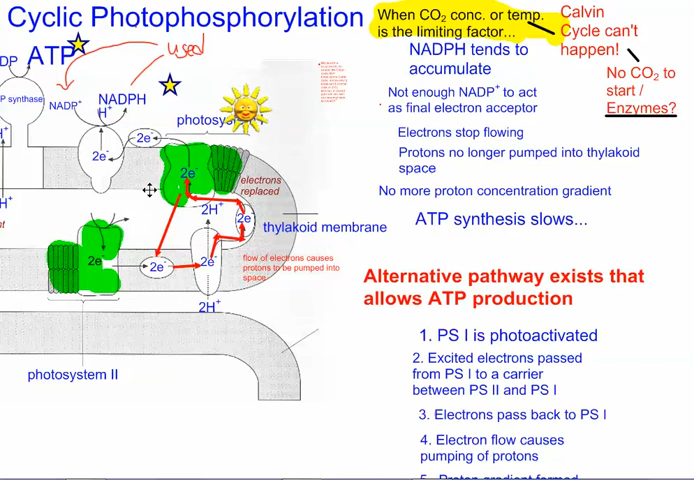 Cyclic Photophosphorylation
When CO₂ conc. or temp.
is the limiting factor...
Calvin
Cycle can't
happen!
No CO₂ to
start /
Enzymes?
NADPH tends to
accumulate
Not enough NADP⁺ to act
as final electron acceptor
Electrons stop flowing
Protons no longer pumped into thylakoid
space
No more proton concentration gradient
ATP synthesis slows...
Alternative pathway exists that
allows ATP production
1. PS I is photoactivated
2. Excited electrons passed
from PS I to a carrier
between PS II and PS I
3. Electrons pass back to PS I
4. Electron flow causes
pumping of protons
5. Proton gradient formed
DP
ATP
used
P synthase
NADP⁺
NADPH
H⁺
H⁺
photosy
2e⁻
2e⁻
2e⁻
electrons
replaced
2H⁺
2e
thylakoid membrane
flow of electrons causes
protons to be pumped into
space
2e⁻
2e⁻
2e⁻
2H⁺
photosystem II